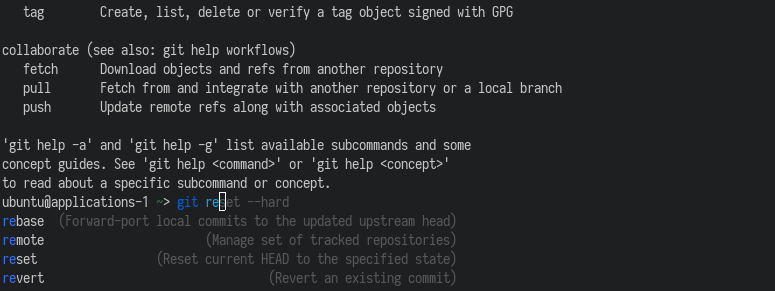 tag Create, list, delete or verify a tag object signed with GPG
collaborate (see also: git help workflows)
fetch Download objects and refs from another repository
pull Fetch from and integrate with another repository or a local branch
push Update remote refs along with associated objects
'git help -a' and 'git help -g' list available subcommands and some
concept guides. See 'git help <command>' or 'git help <concept>'
to read about a specific subcommand or concept.
ubuntu@applications-1 ~> git reset --hard
rebase (Forward-port local commits to the updated upstream head)
remote (Manage set of tracked repositories)
reset (Reset current HEAD to the specified state)
revert (Revert an existing commit)